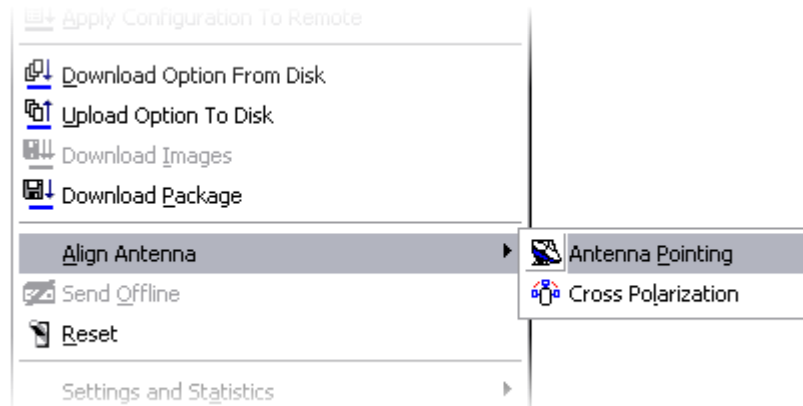 Apply Configuration To Remote
Download Option From Disk
Upload Option To Disk
Download Images
Download Package
Align Antenna
Antenna Pointing
Cross Polarization
Send Offline
Reset
Settings and Statistics